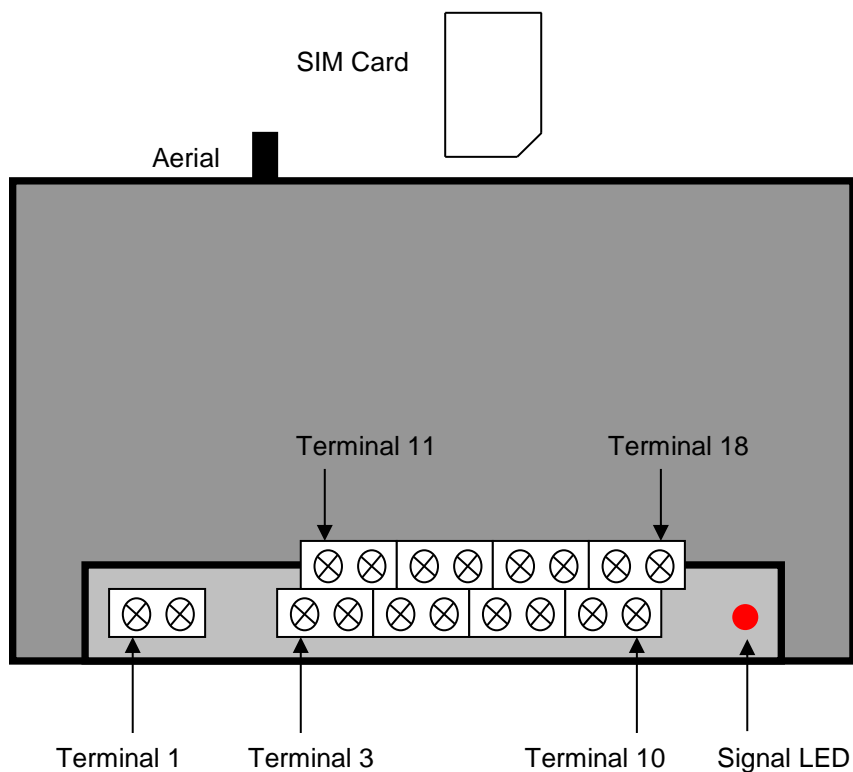 SIM Card
Aerial
Terminal 11
Terminal 18
Terminal 1
Terminal 3
Terminal 10
Signal LED